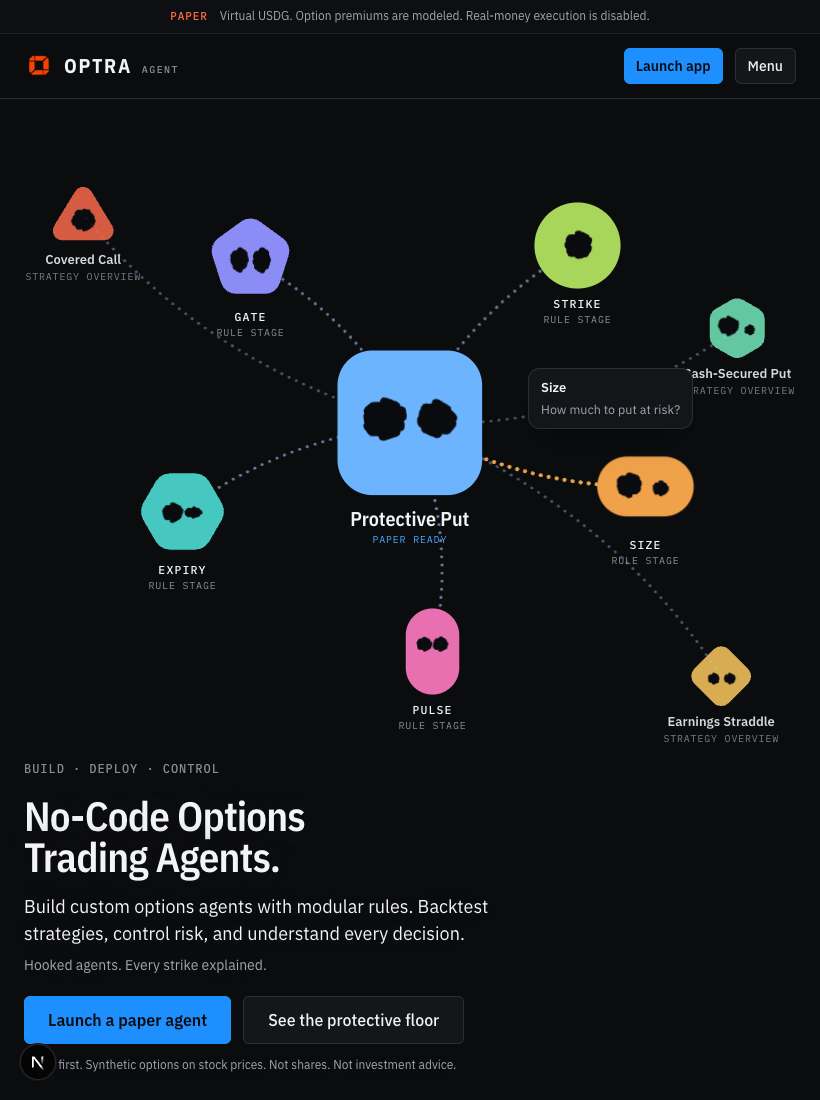 PAPER Virtual USDG. Option premiums are modeled. Real-money execution is disabled.
OPTRA AGENT
Launch app
Menu
Covered Call
STRATEGY OVERVIEW
GATE
RULE STAGE
STRIKE
RULE STAGE
ash-Secured Put
RATEGY OVERVIEW
Size
How much to put at risk?
Protective Put
PAPER READY
SIZE
RULE STAGE
EXPIRY
RULE STAGE
PULSE
RULE STAGE
Earnings Straddle
STRATEGY OVERVIEW
BUILD · DEPLOY · CONTROL
No-Code Options
Trading Agents.
Build custom options agents with modular rules. Backtest
strategies, control risk, and understand every decision.
Hooked agents. Every strike explained.
Launch a paper agent
See the protective floor
N
first. Synthetic options on stock prices. Not shares. Not investment advice.